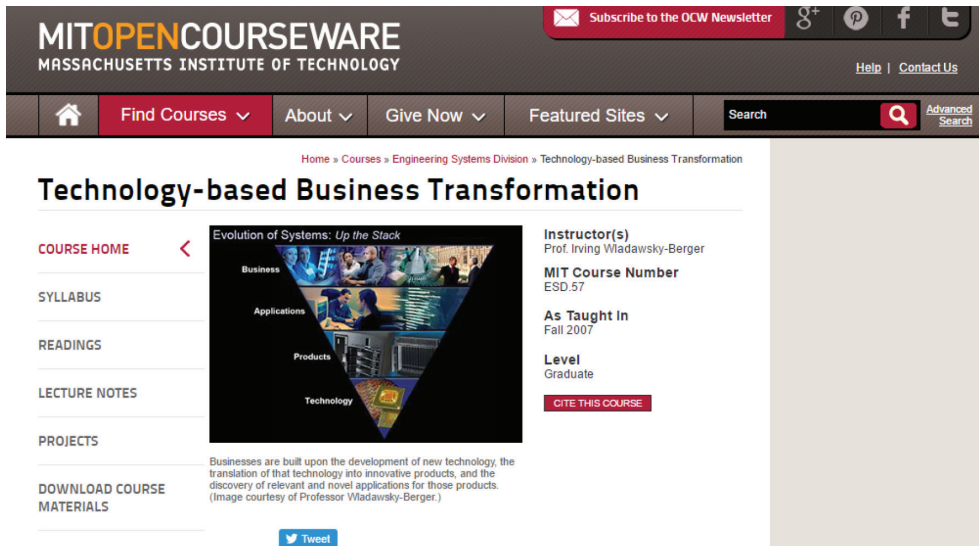 MITOPENCOURSEWARE
MASSACHUSETTS INSTITUTE OF TECHNOLOGY
Subscribe to the OCW Newsletter
Help | Contact Us
Find Courses
About
Give Now
Featured Sites
Search
Advanced
Search
Home » Courses » Engineering Systems Division » Technology-based Business Transformation
Technology-based Business Transformation
COURSE HOME
SYLLABUS
READINGS
LECTURE NOTES
PROJECTS
DOWNLOAD COURSE
MATERIALS
Evolution of Systems: Up the Stack
Business
Applications
Products
Technology
Businesses are built upon the development of new technology, the
translation of that technology into innovative products, and the
discovery of relevant and novel applications for those products.
(Image courtesy of Professor Wladawsky-Berger.)
Tweet
Instructor(s)
Prof. Irving Wladawsky-Berger
MIT Course Number
ESD.57
As Taught In
Fall 2007
Level
Graduate
CITE THIS COURSE